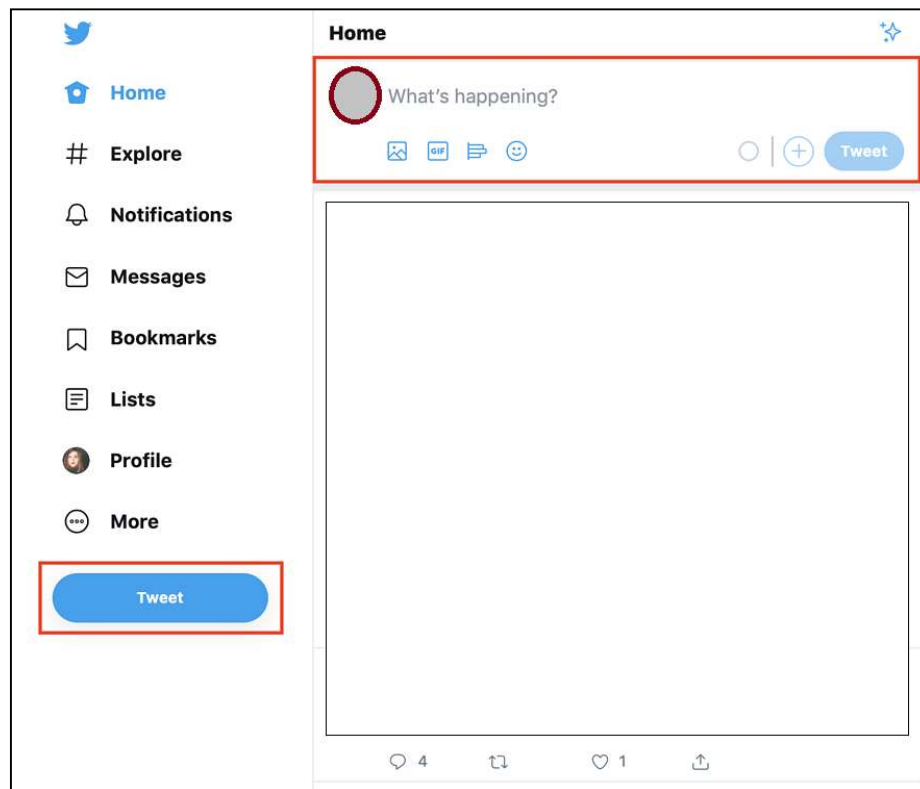 Home
Home
What's happening?
Explore
GIF
Tweet
Notifications
Messages
Bookmarks
Lists
Profile
More
Tweet
4
1